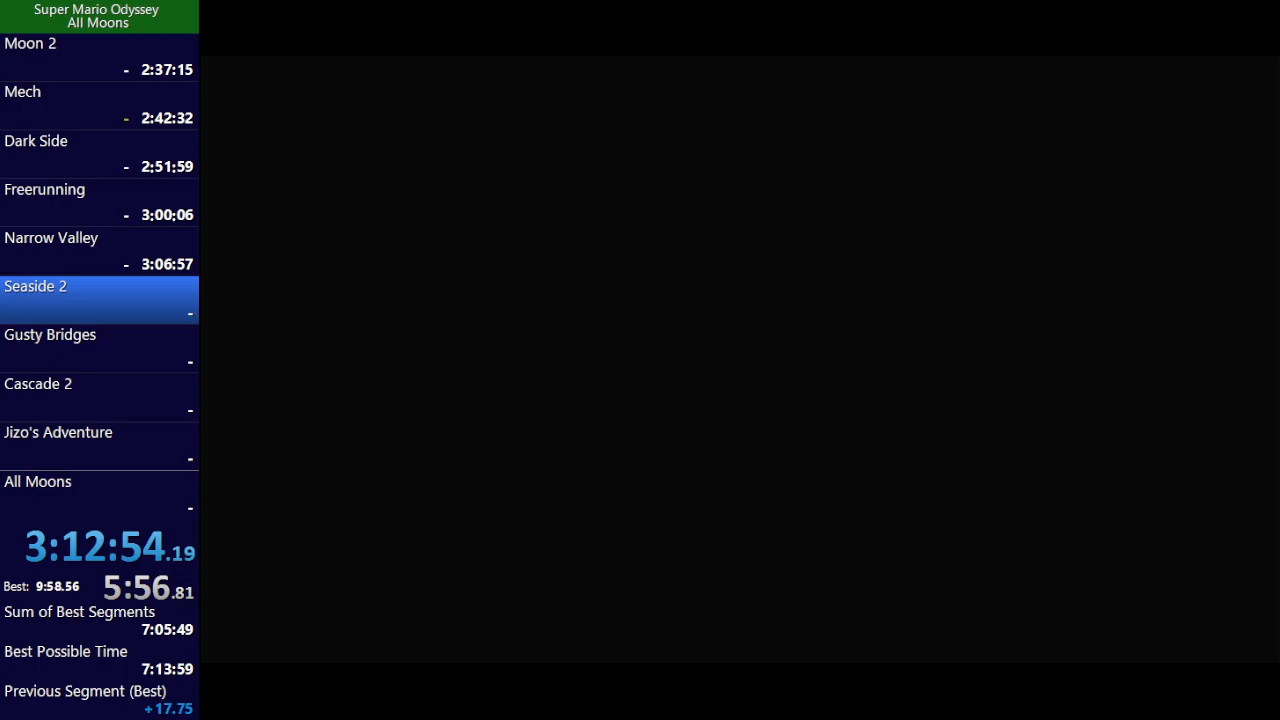 Super Mario Odyssey
All Moons
Moon 2
- 2:37:15
Mech
- 2:42:32
Dark Side
- 2:51:59
Freerunning
- 3:00:06
Narrow Valley
- 3:06:57
Seaside 2
-
Gusty Bridges
-
Cascade 2
-
Jizo's Adventure
-
All Moons
-
3:12:54.19
Best: 9:58.56 5:56.81
Sum of Best Segments
7:05:49
Best Possible Time
7:13:59
Previous Segment (Best)
+17.75